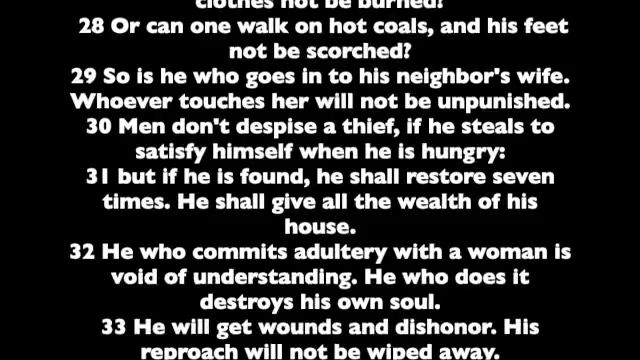 clothes not be burned?
28 Or can one walk on hot coals, and his feet
not be scorched?
29 So is he who goes in to his neighbor's wife.
Whoever touches her will not be unpunished.
30 Men don't despise a thief, if he steals to
satisfy himself when he is hungry:
31 but if he is found, he shall restore seven
times. He shall give all the wealth of his
house.
32 He who commits adultery with a woman is
void of understanding. He who does it
destroys his own soul.
33 He will get wounds and dishonor. His
reproach will not be wiped away.